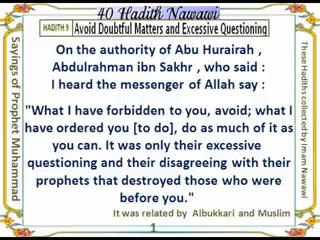 40 Hadith Nawawi
HADITH 9 Avoid Doubtful Matters and Excessive Questioning
Sayings of Prophet Muhammad
On the authority of Abu Hurairah ,
Abdulrahman ibn Sakhr , who said :
I heard the messenger of Allah say :
"What I have forbidden to you, avoid; what I
have ordered you [to do], do as much of it as
you can. It was only their excessive
questioning and their disagreeing with their
prophets that destroyed those who were
before you."
It was related by Albukkari and Muslim
1
These Hadiths collected by Imam Nawawi